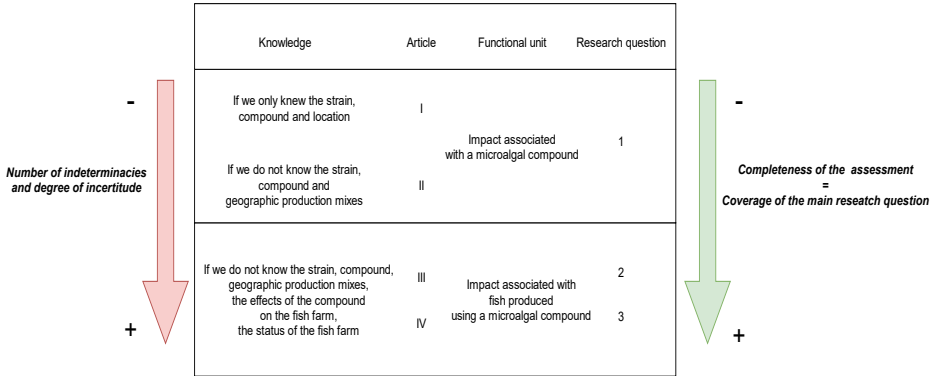 Knowledge Article Functional unit Research question
-
-
If we only knew the strain,
compound and location
I
Impact associated
with a microalgal compound
1
If we do not know the strain,
compound and
geographic production mixes
II
Number of indeterminacies
and degree of incertitude
Completeness of the assessment
=
Coverage of the main reseatch question
If we do not know the strain, compound,
geographic production mixes,
the effects of the compound
on the fish farm,
the status of the fish farm
III
IV
Impact associated with
fish produced
using a microalgal compound
2
3
+
+